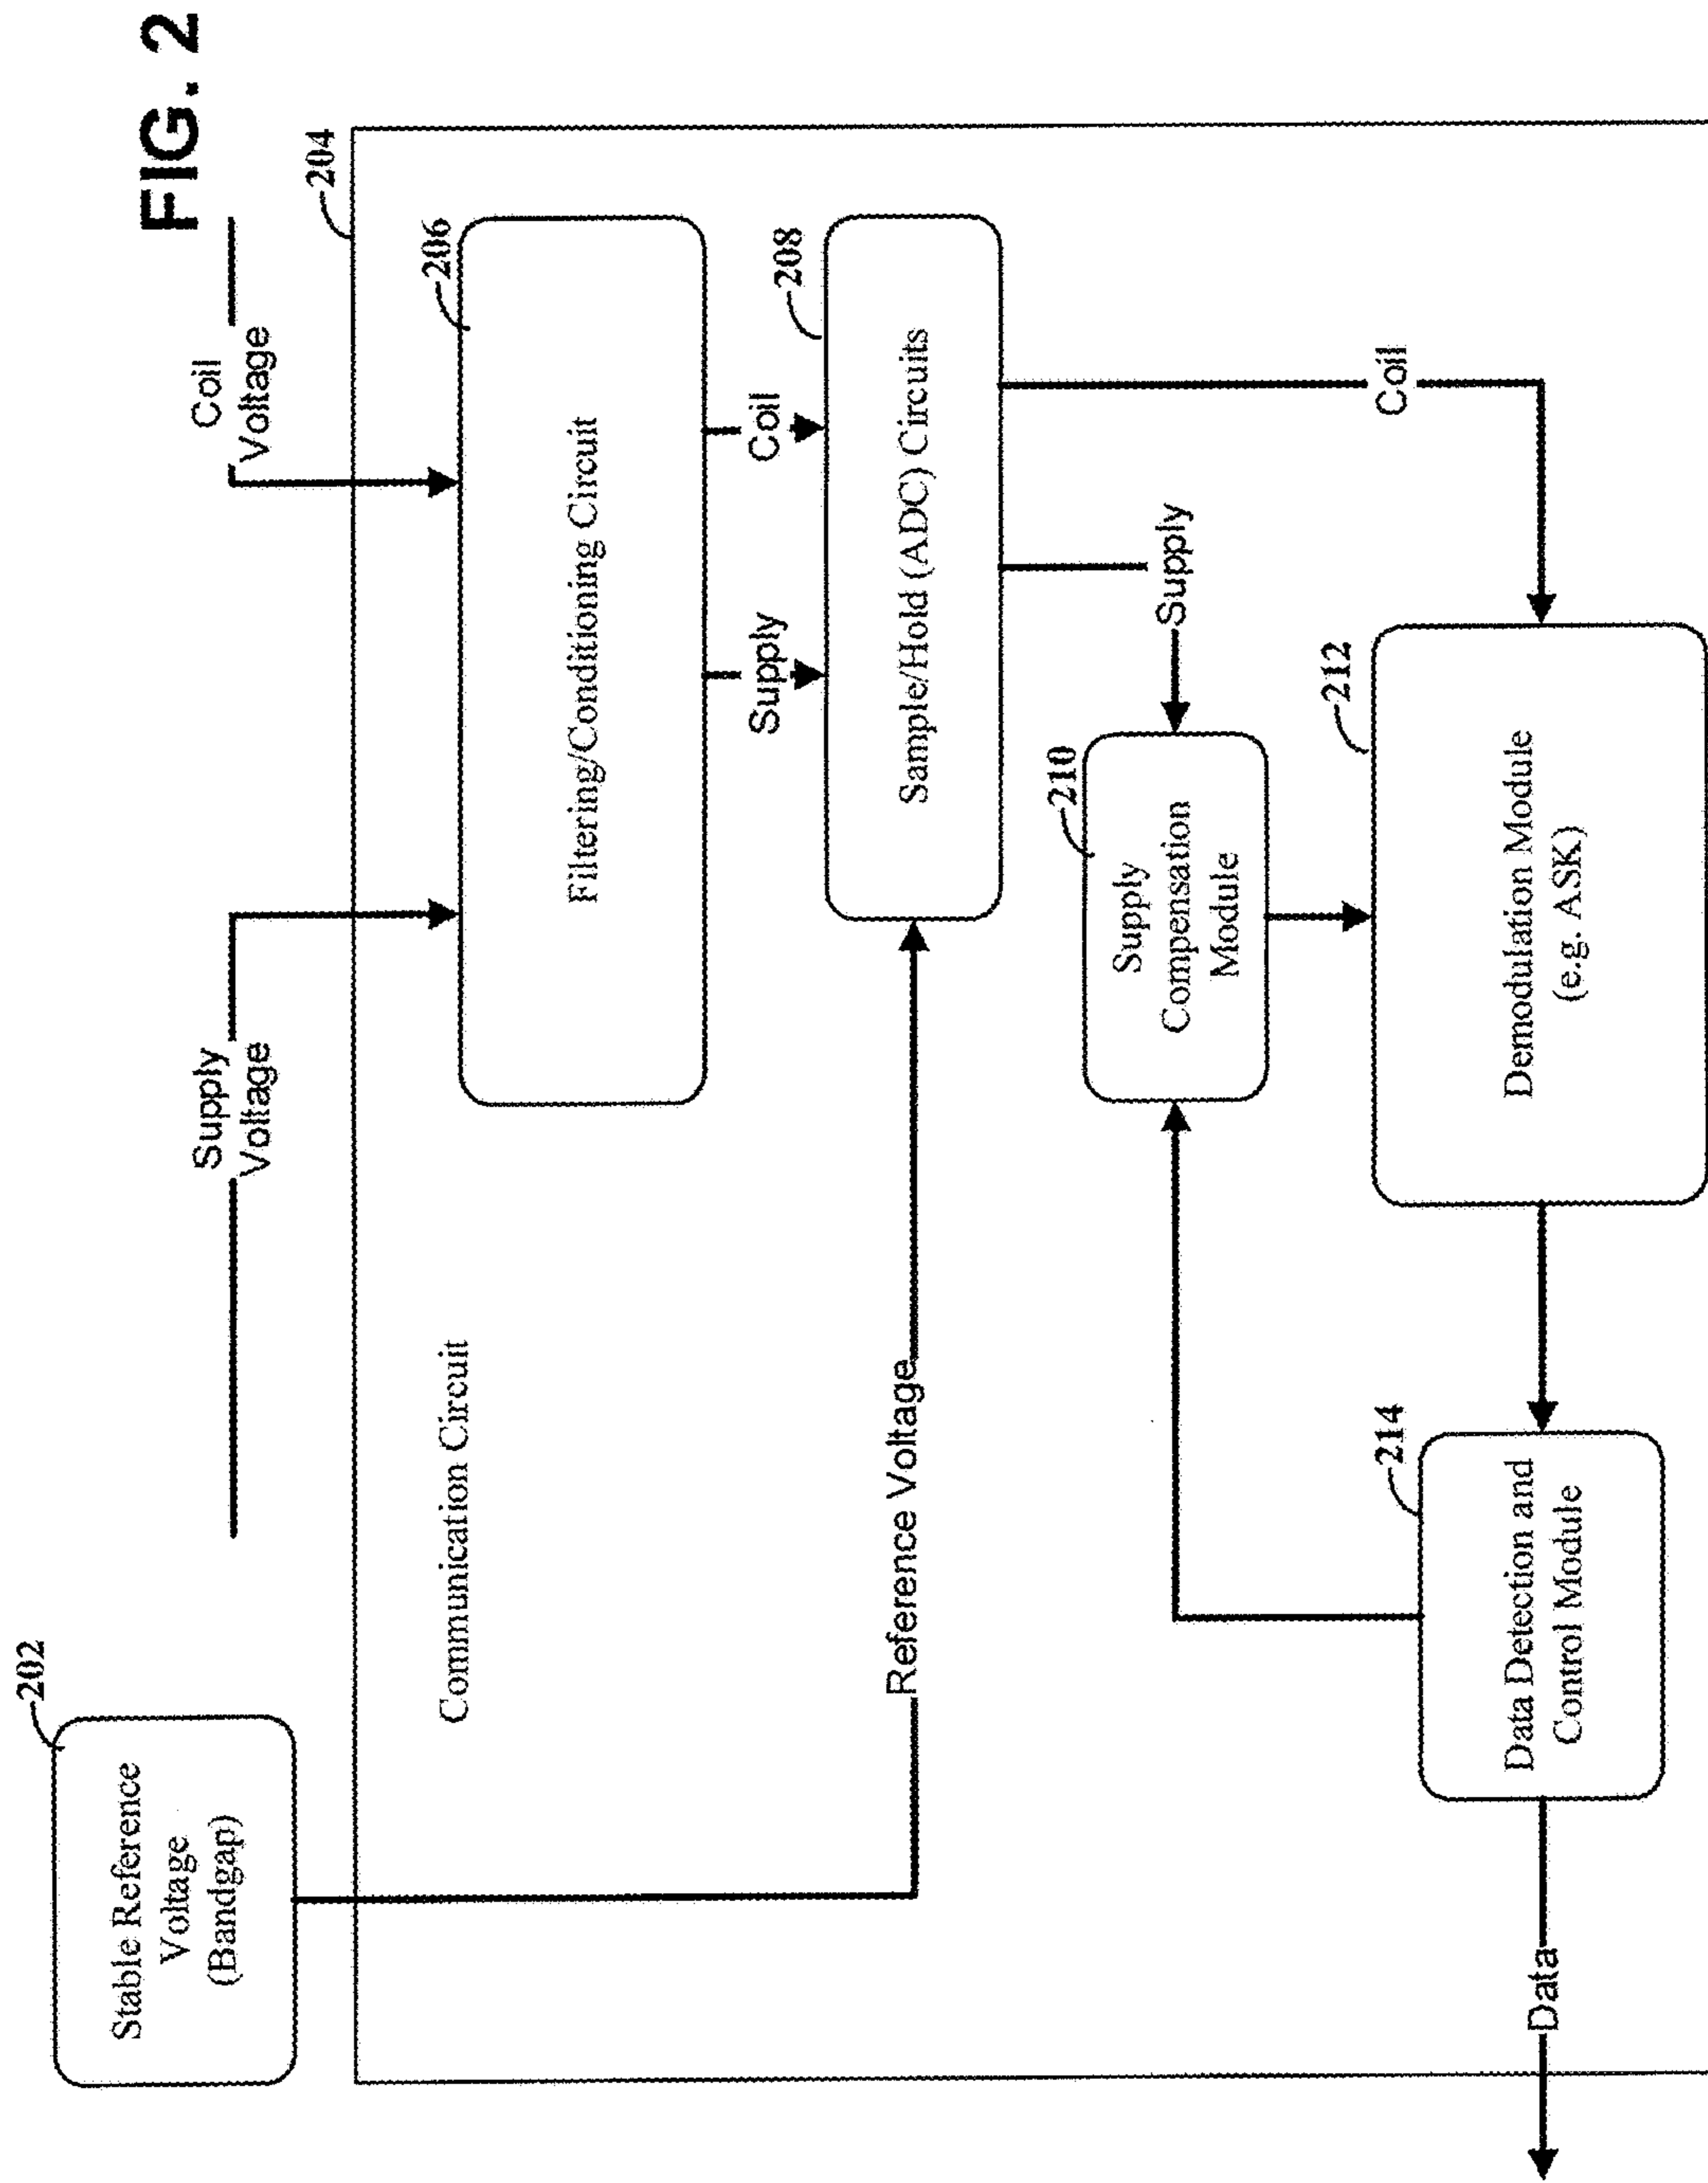 FIG. 2
202
Stable Reference
Voltage
(Bandgap)
Supply
Voltage
Coil
Voltage
204
Communication Circuit
206
Filtering/Conditioning Circuit
Supply
Coil
208
Reference Voltage
Sample/Hold (ADC) Circuits
210
Supply
Compensation
Module
Supply
Coil
214
Data Detection and
Control Module
212
Demodulation Module
(e.g. ASK)
Data